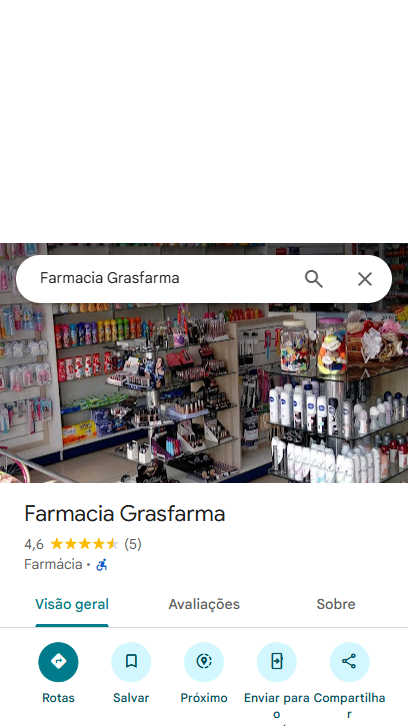 Farmacia Grasfarma
Farmacia Grasfarma
4,6 (5)
Farmácia ·
Visão geral
Avaliações
Sobre
Rotas
Salvar
Próximo
Enviar para o
Compartilhar